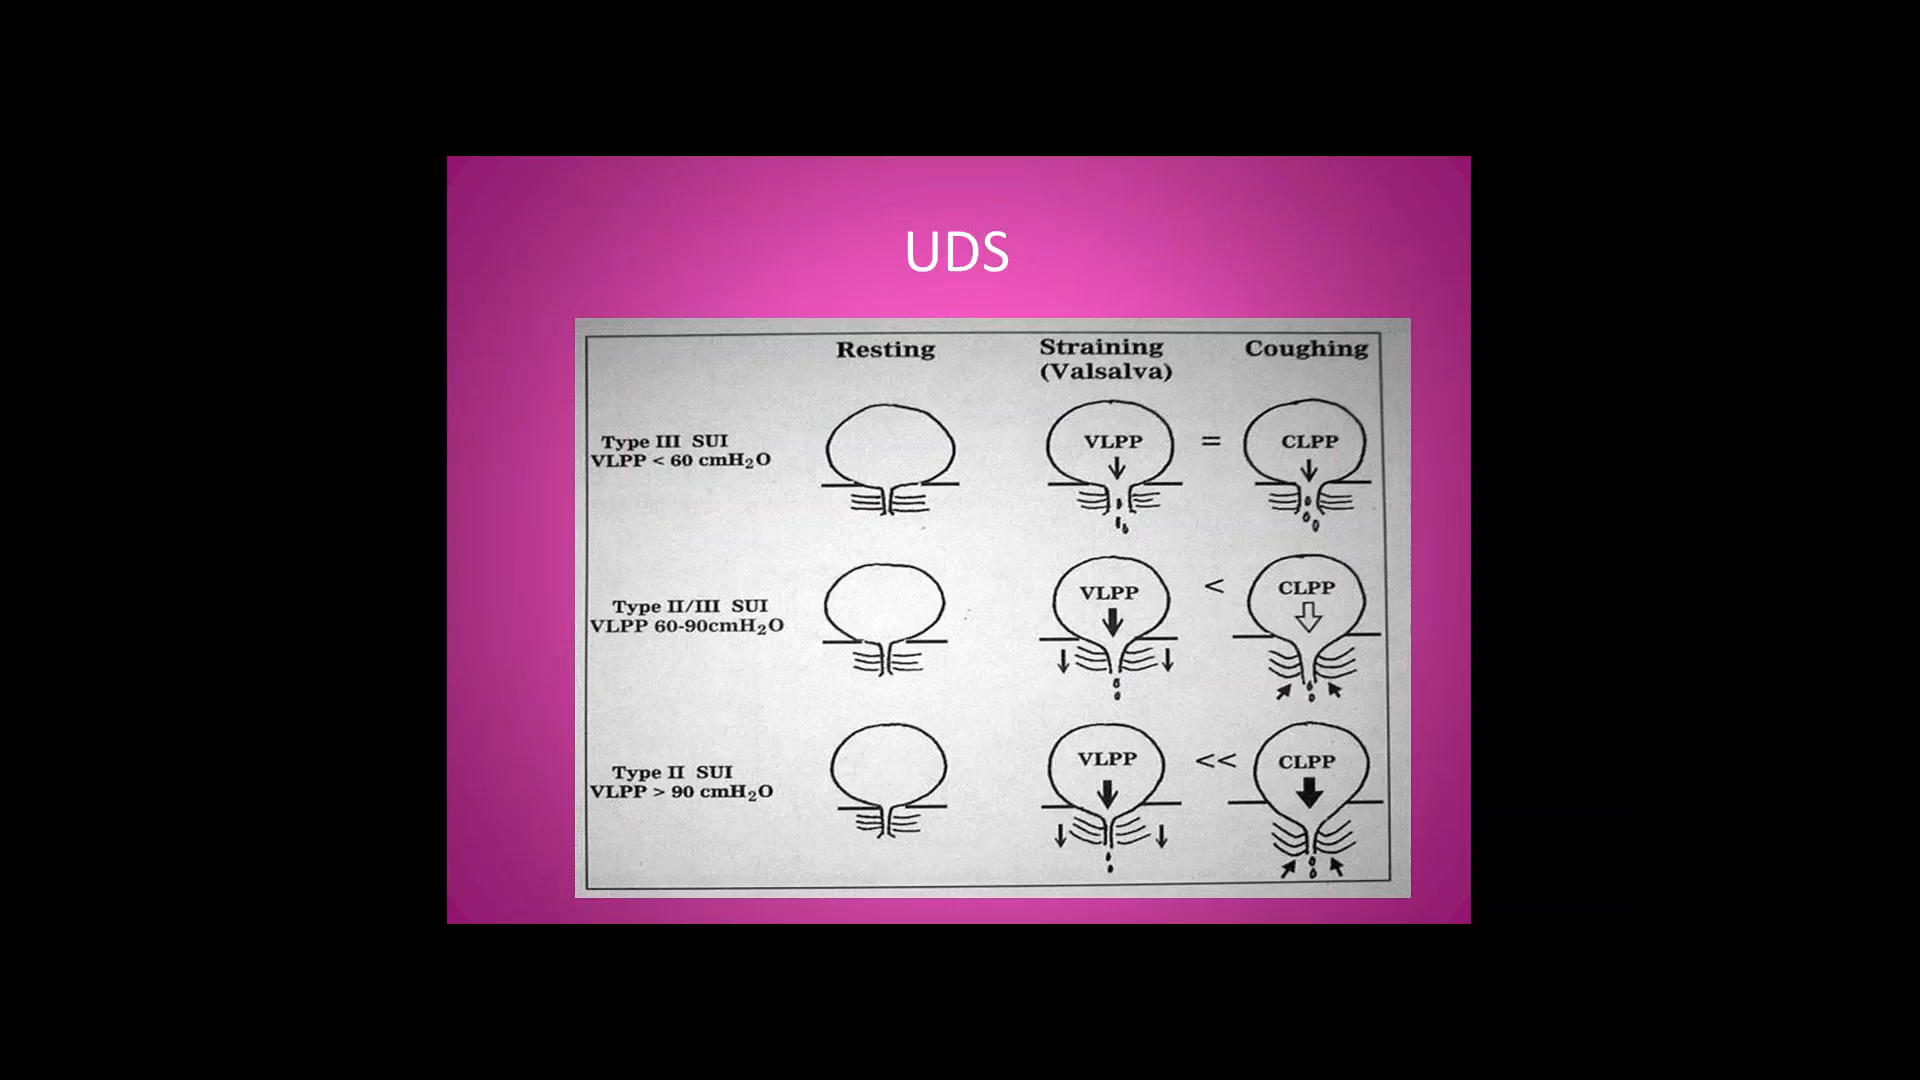 UDS
Resting
Straining
(Valsalva)
Coughing
Type III SUI
VLPP < 60 cmH₂O
VLPP
=
CLPP
Type II/III SUI
VLPP 60-90cmH₂O
VLPP
<
CLPP
Type II SUI
VLPP > 90 cmH₂O
VLPP
<<
CLPP